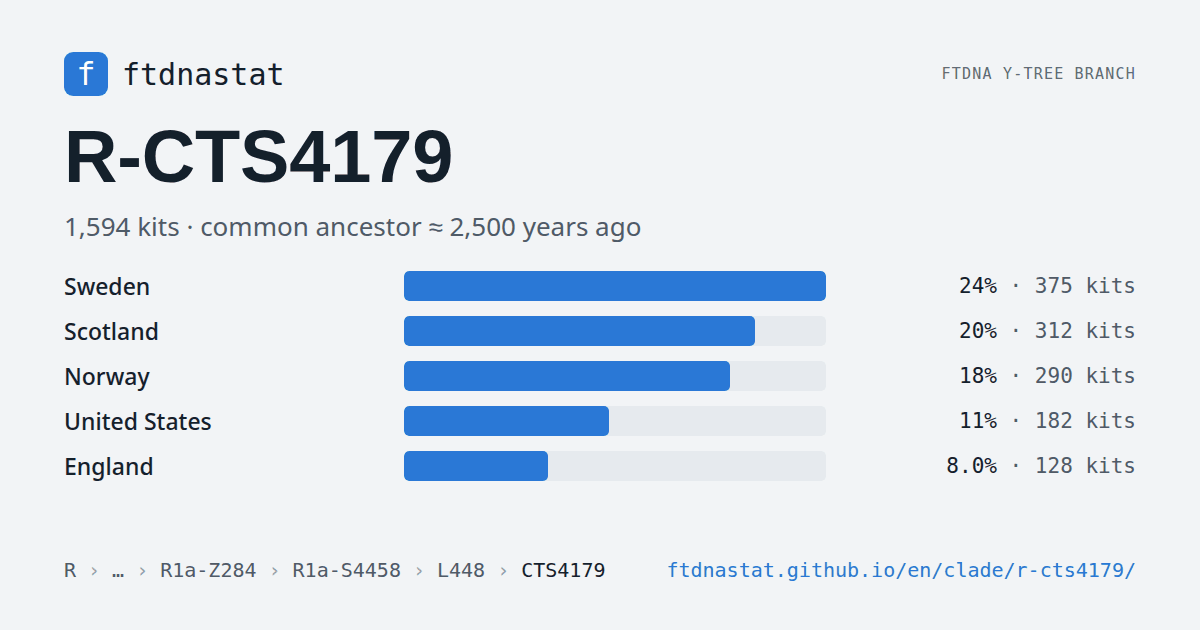 f ftdnastat
FTDNA Y-TREE BRANCH
R-CTS4179
1,594 kits · common ancestor ≈ 2,500 years ago
Sweden 24% · 375 kits
Scotland 20% · 312 kits
Norway 18% · 290 kits
United States 11% · 182 kits
England 8.0% · 128 kits
R › … › R1a-Z284 › R1a-S4458 › L448 › CTS4179
ftdnastat.github.io/en/clade/r-cts4179/